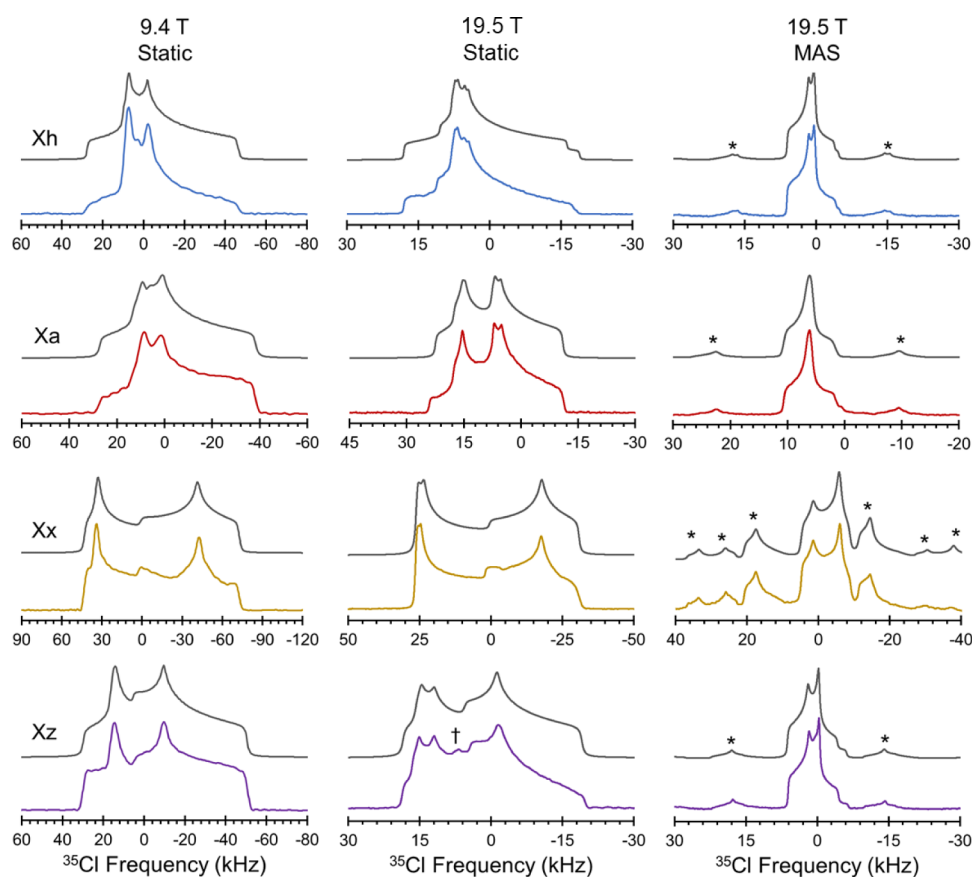 9.4 T
Static
19.5 T
Static
19.5 T
MAS
Xh
* *
* *
60 40 20 0 -20 -40 -60 -80
30 15 0 -15 -30
30 15 0 -15 -30
Xa
* *
* *
60 40 20 0 -20 -40 -60
45 30 15 0 -15
30 20 10 0 -10 -20
Xx
* * * * * *
90 60 30 0 -30 -60 -90 -120
50 25 0 -25 -50
40 20 0 -20 -40
Xz
†
* *
* *
60 40 20 0 -20 -40 -60 -80
30 15 0 -15 -30
30 15 0 -15 -30
³⁵Cl Frequency (kHz)
³⁵Cl Frequency (kHz)
³⁵Cl Frequency (kHz)